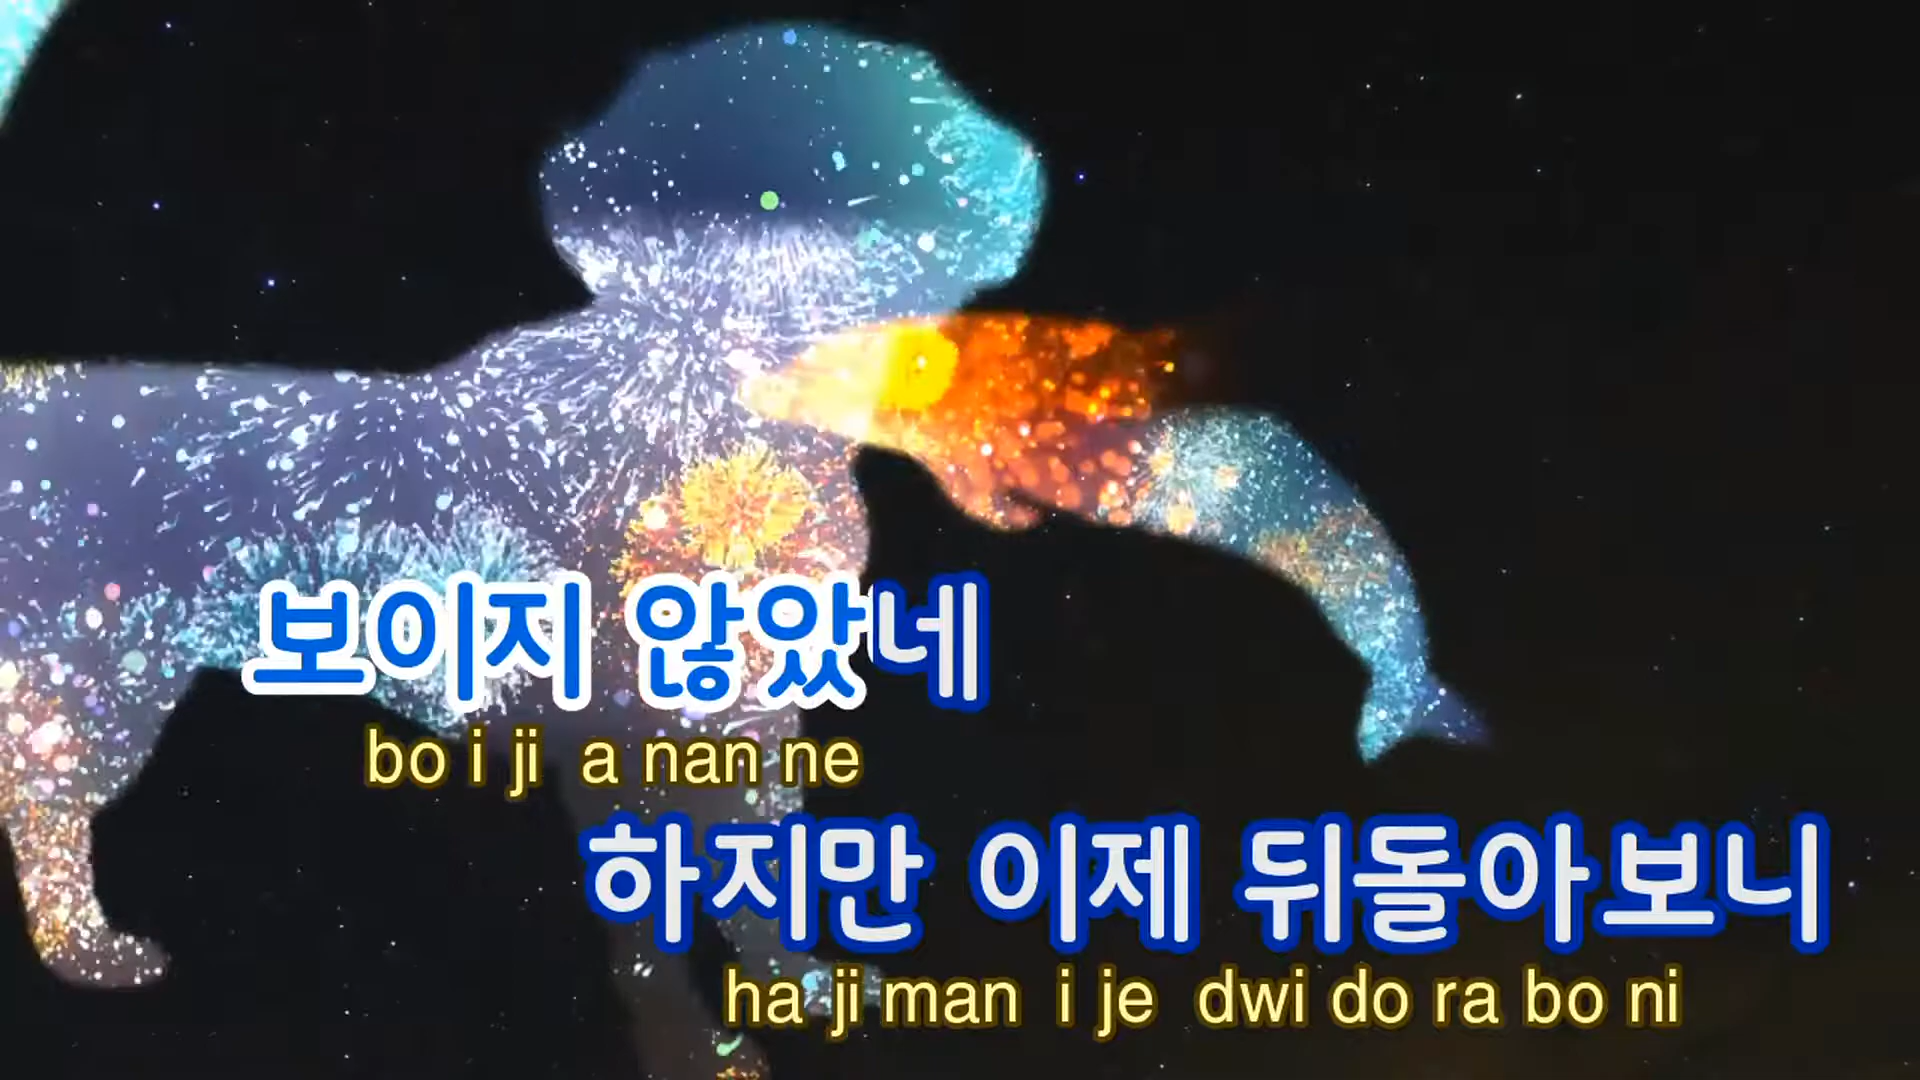 보이지 않았네
bo i ji a nan ne
하지만 이제 뒤돌아보니
ha ji man i je dwi do ra bo ni